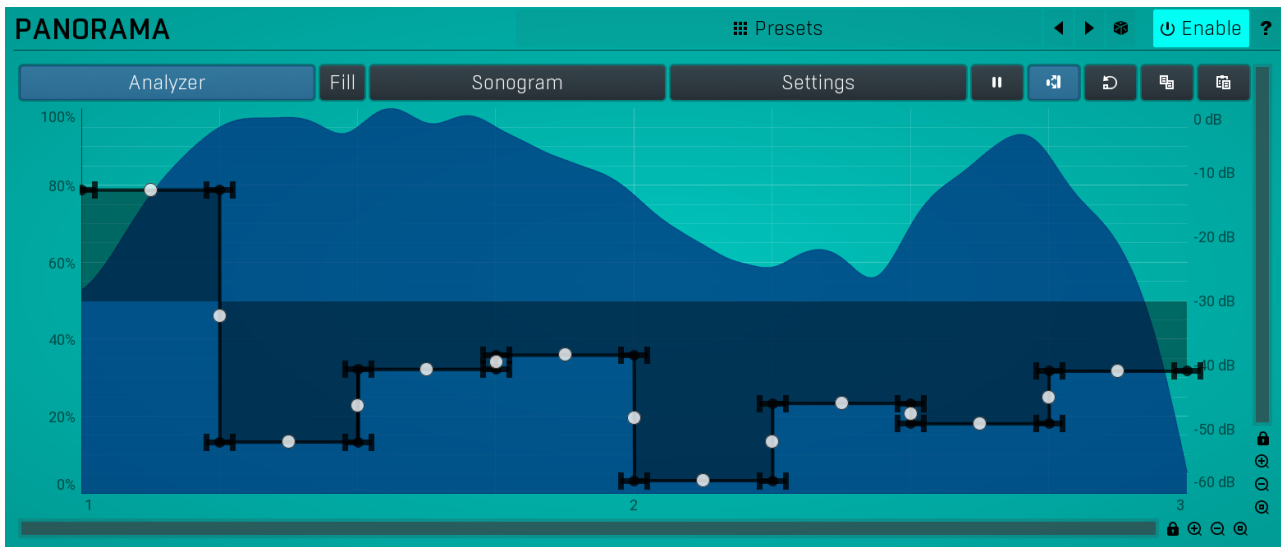 PANORAMA
Presets
Enable ?
Analyzer Fill Sonogram Settings
100% 0 dB
80% -10 dB
-20 dB
60%
-30 dB
40%
-40 dB
20%
-50 dB
0% -60 dB
1 2 3